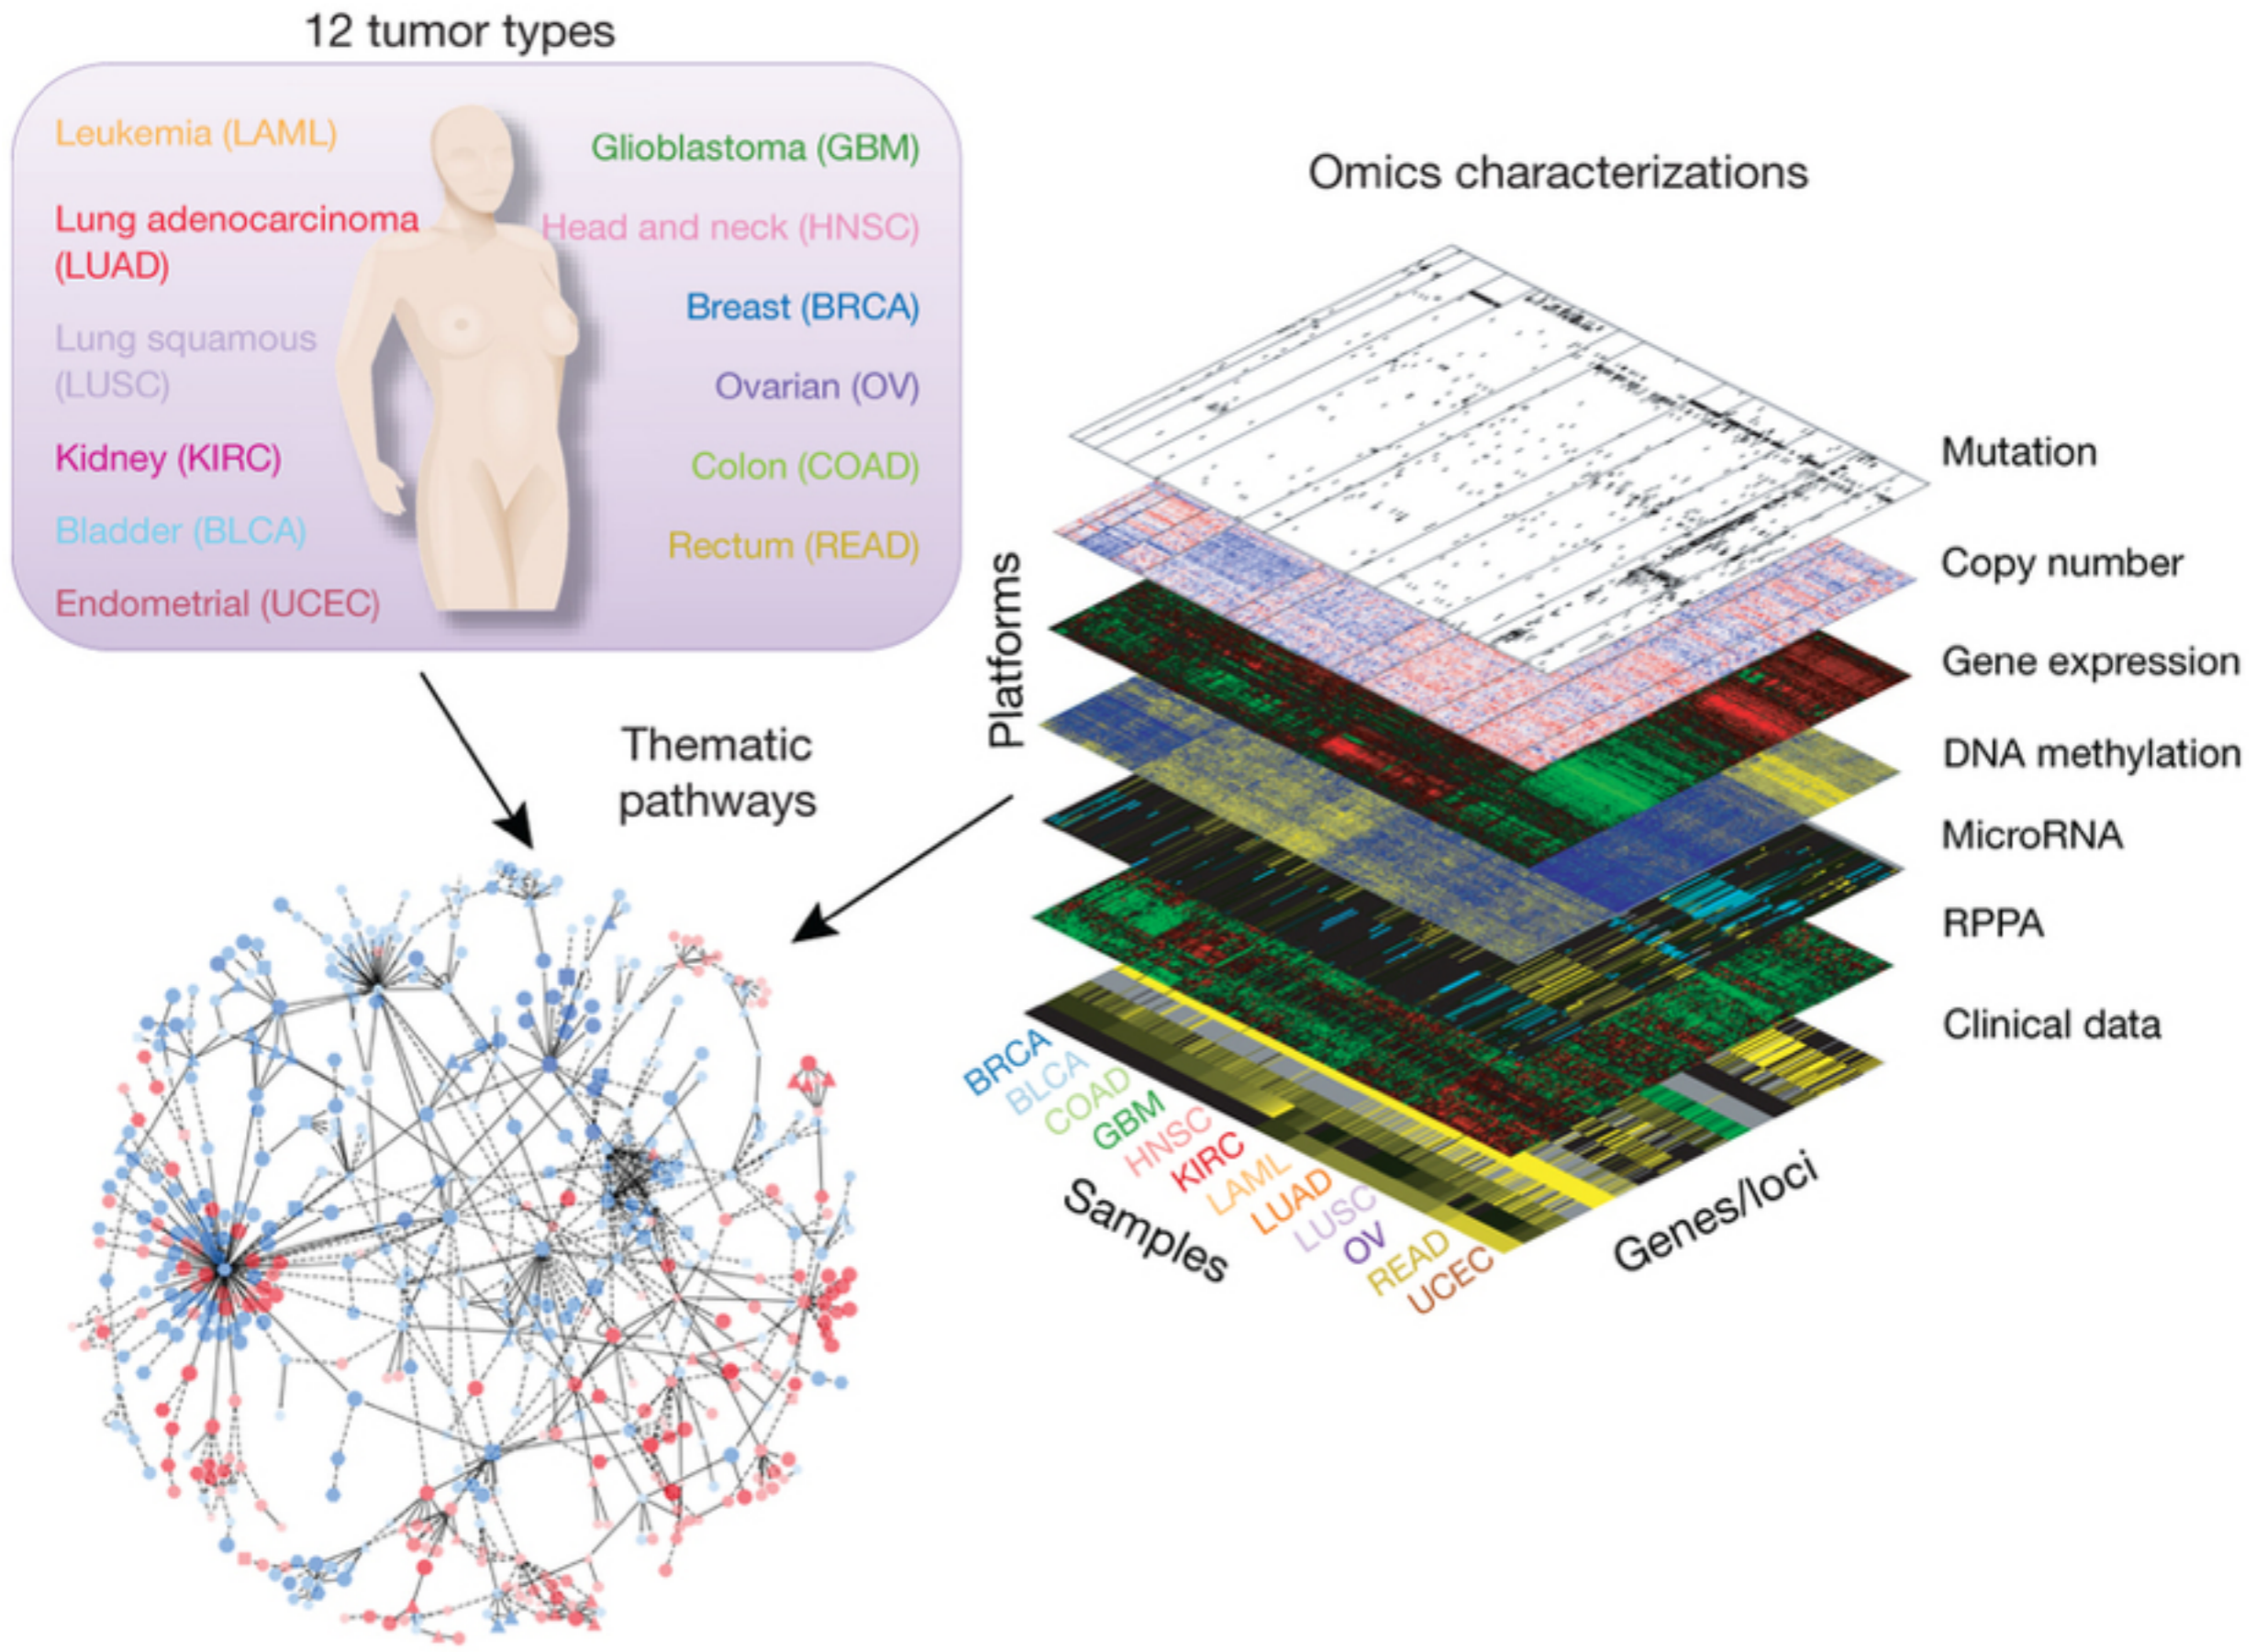 12 tumor types
Leukemia (LAML)
Lung adenocarcinoma
(LUAD)
Lung squamous
(LUSC)
Kidney (KIRC)
Bladder (BLCA)
Endometrial (UCEC)
Glioblastoma (GBM)
Head and neck (HNSC)
Breast (BRCA)
Ovarian (OV)
Colon (COAD)
Rectum (READ)
Thematic
pathways
Omics characterizations
Platforms
Mutation
Copy number
Gene expression
DNA methylation
MicroRNA
RPPA
Clinical data
BRCA
BLCA
COAD
GBM
HNSC
KIRC
LAML
LUAD
LUSC
OV
READ
UCEC
Samples
Genes/loci